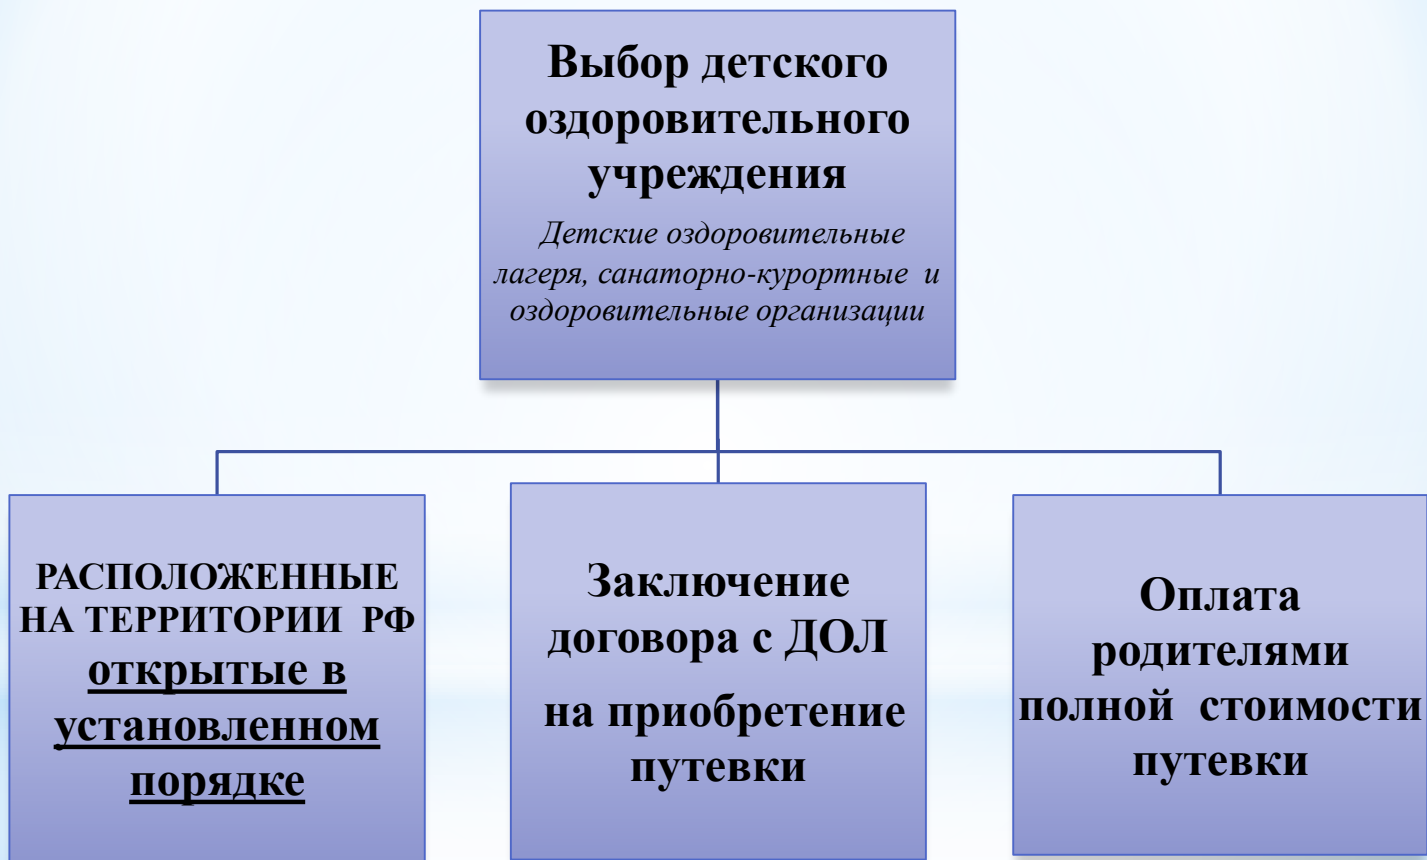 Выбор детского
оздоровительного
учреждения
Детские оздоровительные
лагеря, санаторно-курортные и
оздоровительные организации
РАСПОЛОЖЕННЫЕ
НА ТЕРРИТОРИИ РФ
открытые в
установленном
порядке
Заключение
договора с ДОЛ
на приобретение
путевки
Оплата
родителями
полной стоимости
путевки